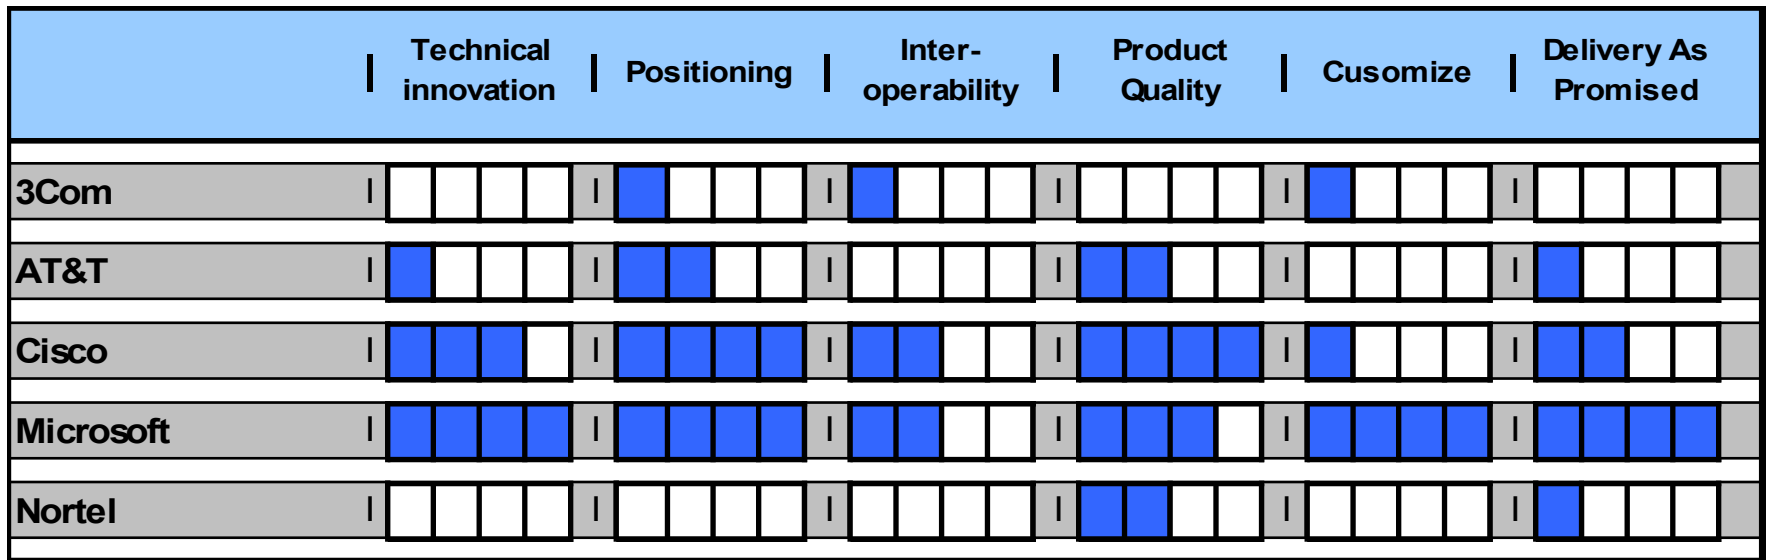 Technical
innovation
Positioning
Inter-
operability
Product
Quality
Cusomize
Delivery As
Promised
3Com
AT&T
Cisco
Microsoft
Nortel